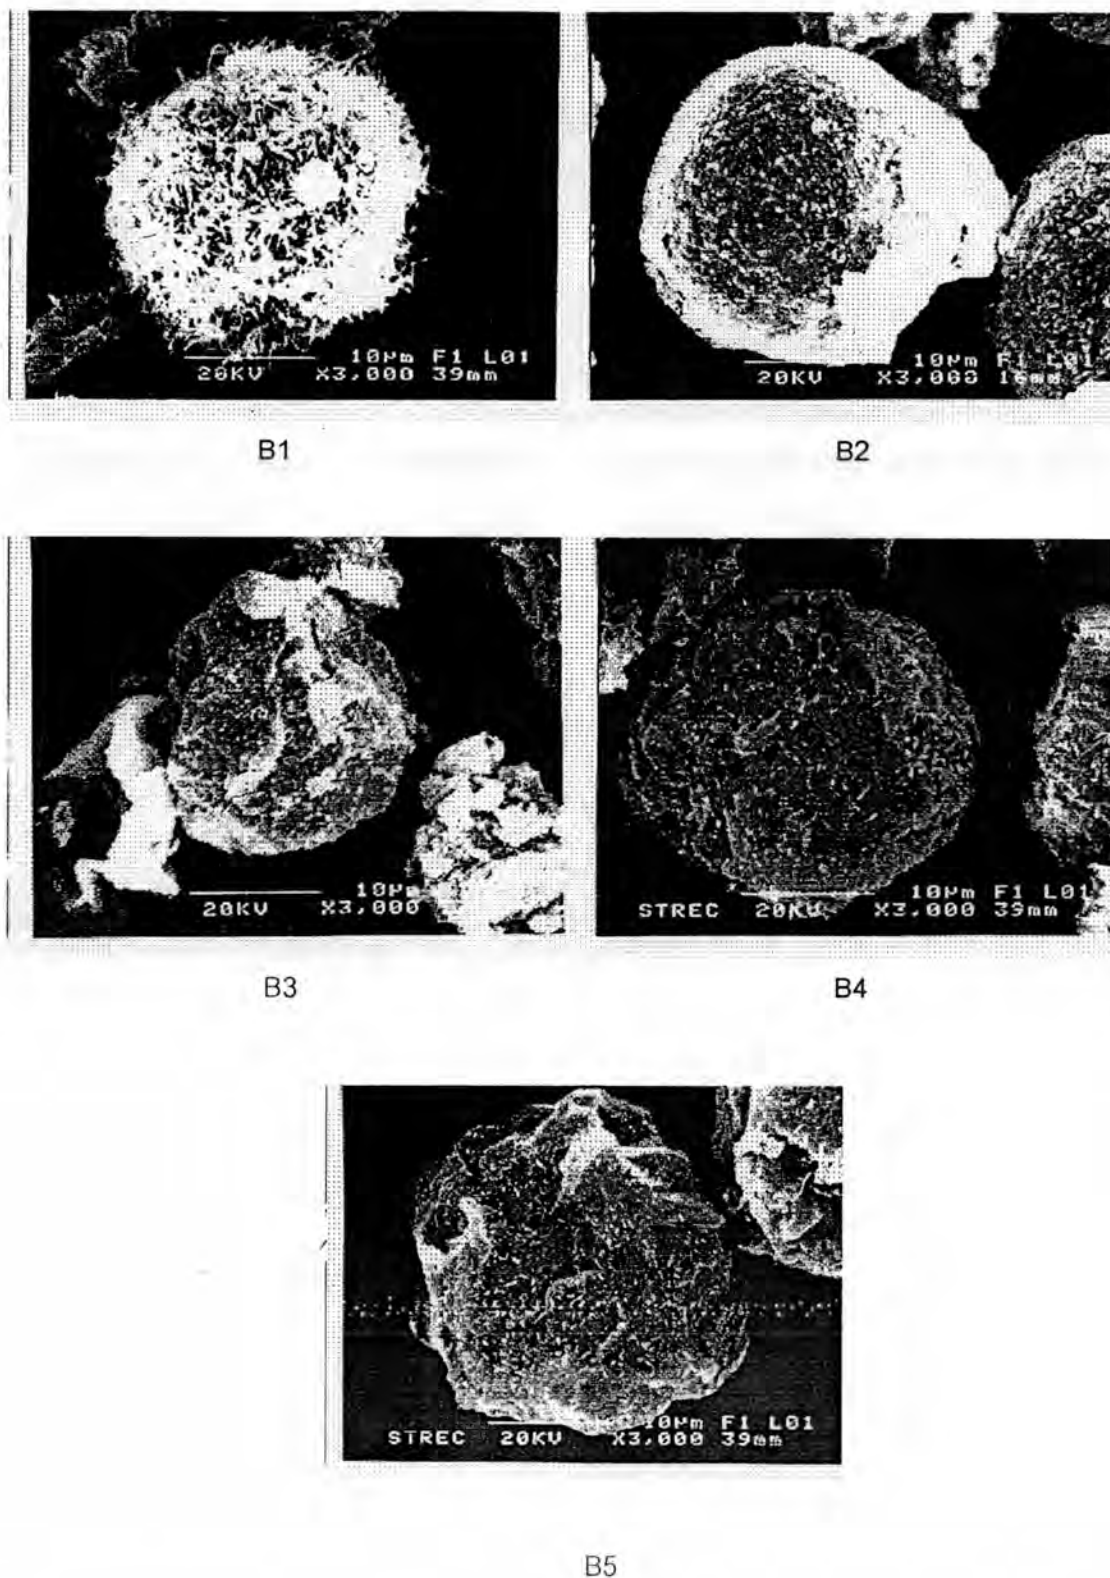 10µm F1 L01
20KV X3,000 39mm
B1
10µm F1 L01
20KV X3,000 16mm
B2
10µm
20KV X3,000
B3
10µm F1 L01
STREC 20KV X3,000 39mm
B4
10µm F1 L01
STREC 20KV X3,000 39mm
B5